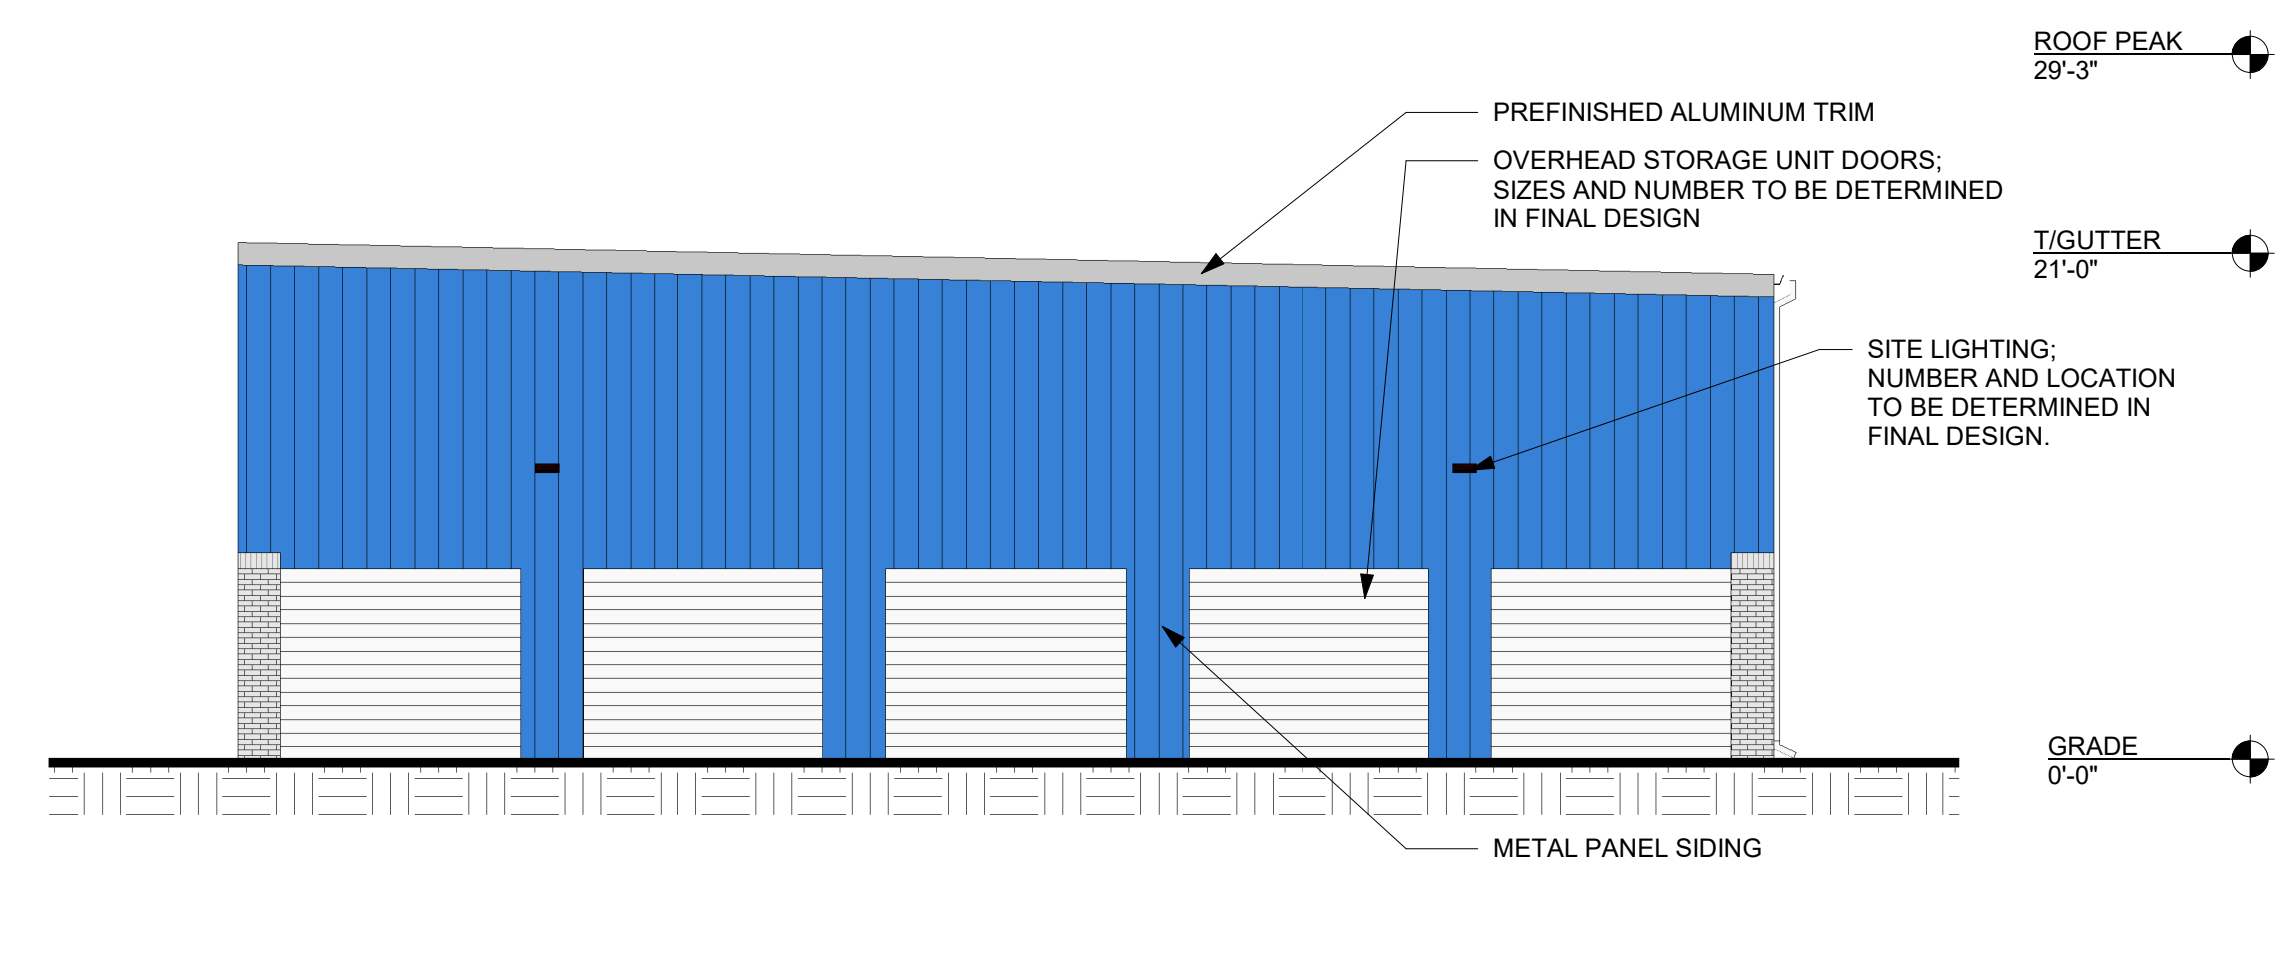 ROOF PEAK
29'-3"
PREFINISHED ALUMINUM TRIM
OVERHEAD STORAGE UNIT DOORS;
SIZES AND NUMBER TO BE DETERMINED
IN FINAL DESIGN
T/GUTTER
21'-0"
SITE LIGHTING;
NUMBER AND LOCATION
TO BE DETERMINED IN
FINAL DESIGN.
GRADE
0'-0"
METAL PANEL SIDING